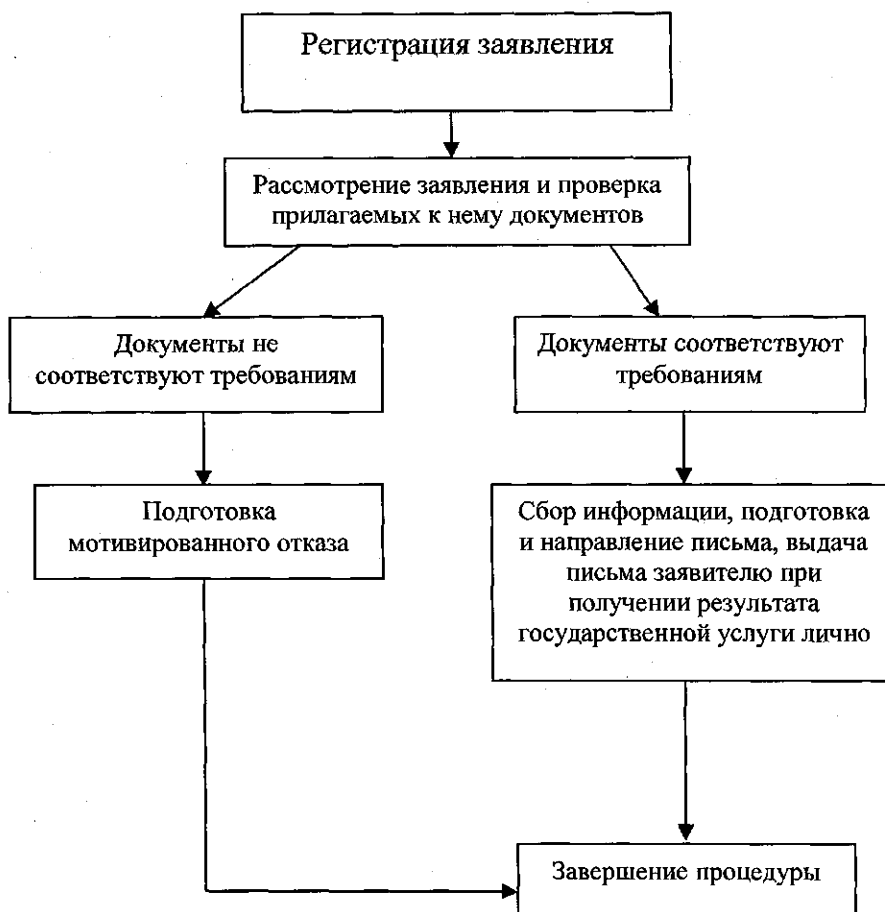 Регистрация заявления
Рассмотрение заявления и проверка
прилагаемых к нему документов
Документы не
соответствуют требованиям
Документы соответствуют
требованиям
Подготовка
мотивированного отказа
Сбор информации, подготовка
и направление письма, выдача
письма заявителю при
получении результата
государственной услуги лично
Завершение процедуры